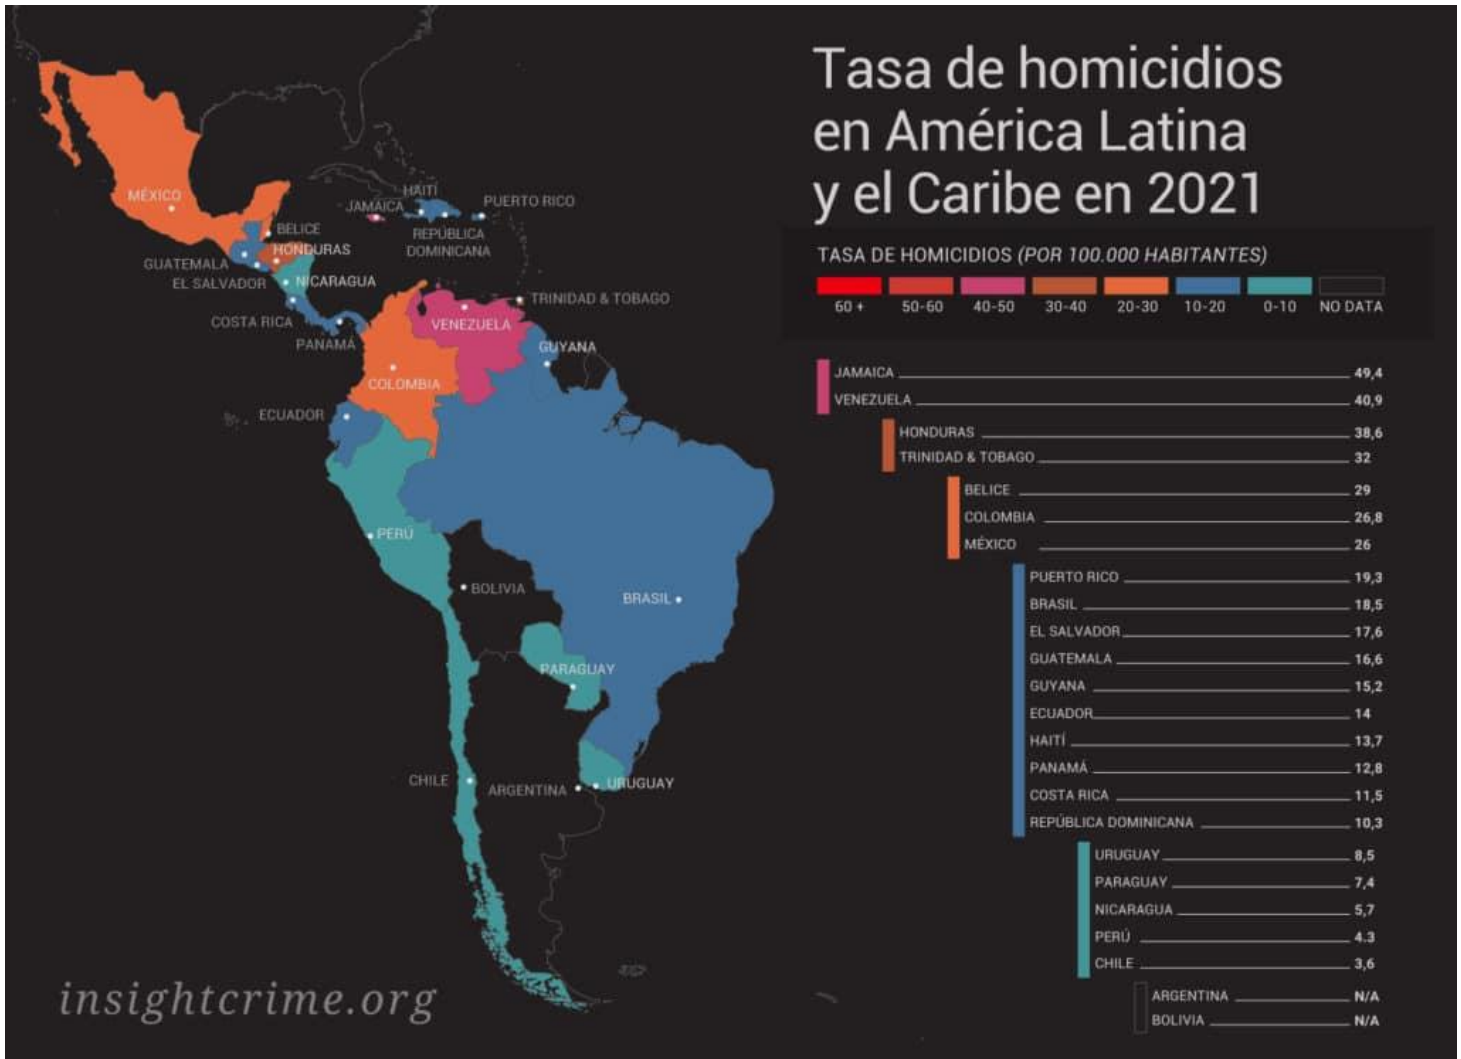 Tasa de homicidios
en América Latina
y el Caribe en 2021
TASA DE HOMICIDIOS (POR 100.000 HABITANTES)
60 + 50-60 40-50 30-40 20-30 10-20 0-10 NO DATA
JAMAICA 49,4
VENEZUELA 40,9
HONDURAS 38,6
TRINIDAD & TOBAGO 32
BELICE 29
COLOMBIA 26,8
MÉXICO 26
PUERTO RICO 19,3
BRASIL 18,5
EL SALVADOR 17,6
GUATEMALA 16,6
GUYANA 15,2
ECUADOR 14
HAITÍ 13,7
PANAMÁ 12,8
COSTA RICA 11,5
REPÚBLICA DOMINICANA 10,3
URUGUAY 8,5
PARAGUAY 7,4
NICARAGUA 5,7
PERÚ 4.3
CHILE 3,6
ARGENTINA N/A
BOLIVIA N/A
MÉXICO
HAITÍ
JAMAICA
PUERTO RICO
REPÚBLICA
DOMINICANA
BELICE
HONDURAS
GUATEMALA
EL SALVADOR
NICARAGUA
COSTA RICA
PANAMÁ
TRINIDAD & TOBAGO
VENEZUELA
GUYANA
COLOMBIA
ECUADOR
PERÚ
BOLIVIA
BRASIL
PARAGUAY
CHILE
ARGENTINA
URUGUAY
insightcrime.org